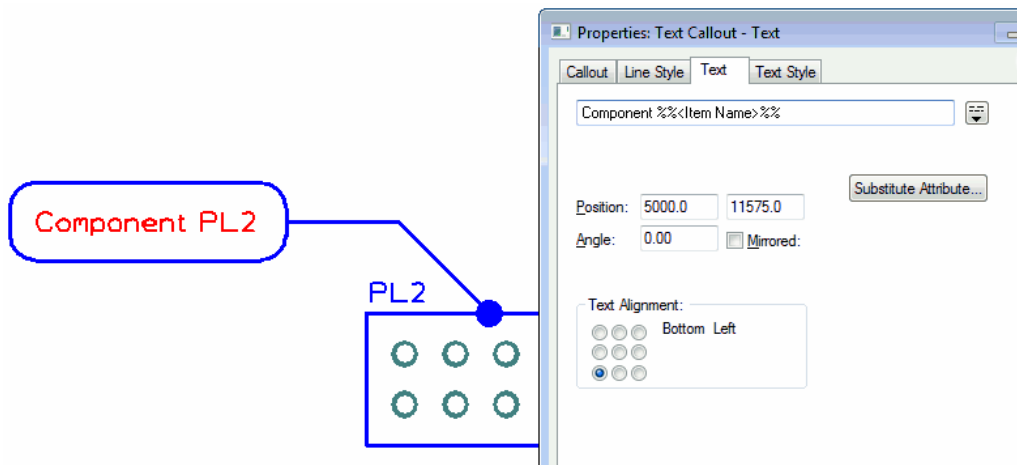 Component PL2
PL2
Properties: Text Callout - Text
Callout Line Style Text Text Style
Component %%<Item Name>%%
Substitute Attribute...
Position: 5000.0 11575.0
Angle: 0.00 Mirrored:
Text Alignment:
Bottom Left